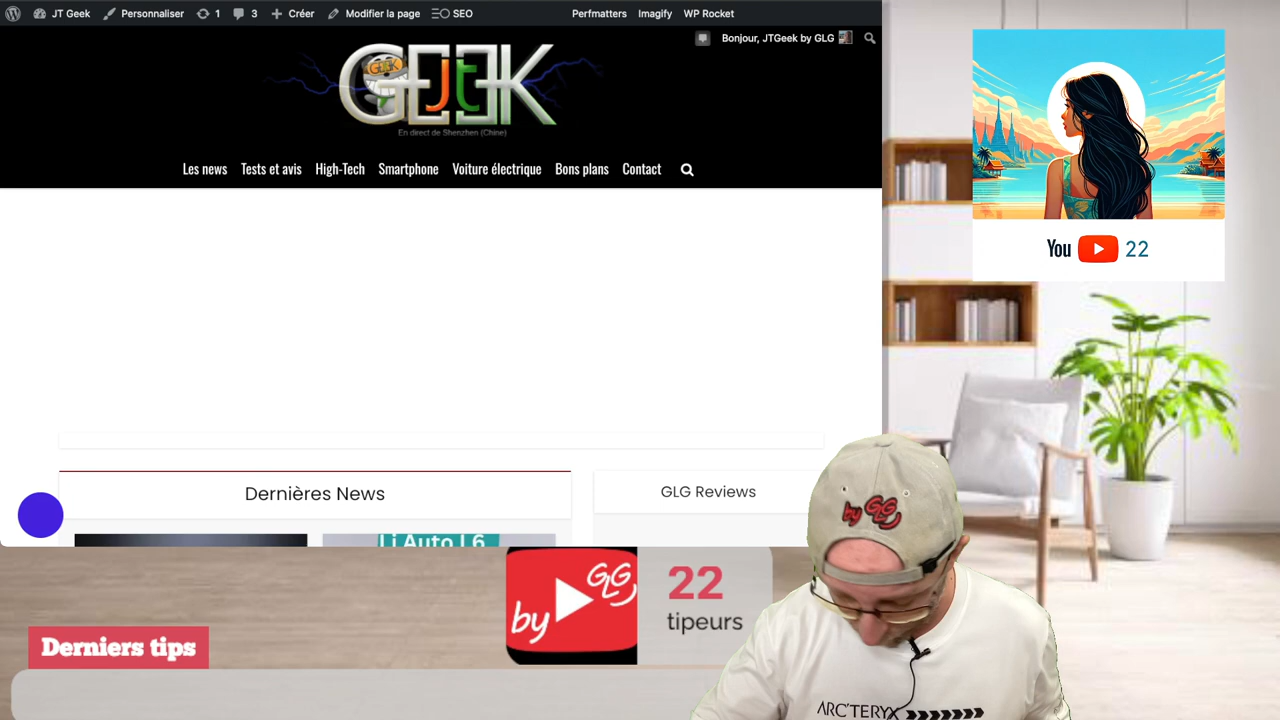 JT Geek Personnaliser 1 3 Créer Modifier la page SEO Perfmatters Imagify WP Rocket
Bonjour, JTGeek by GLG
GEEK
Jt
En direct de Shenzhen (Chine)
Les news Tests et avis High-Tech Smartphone Voiture électrique Bons plans Contact
You 22
Dernières News
GLG Reviews
Li Auto L6
by GLG
by GLG
22
tipeurs
Derniers tips
ARC'TERYX